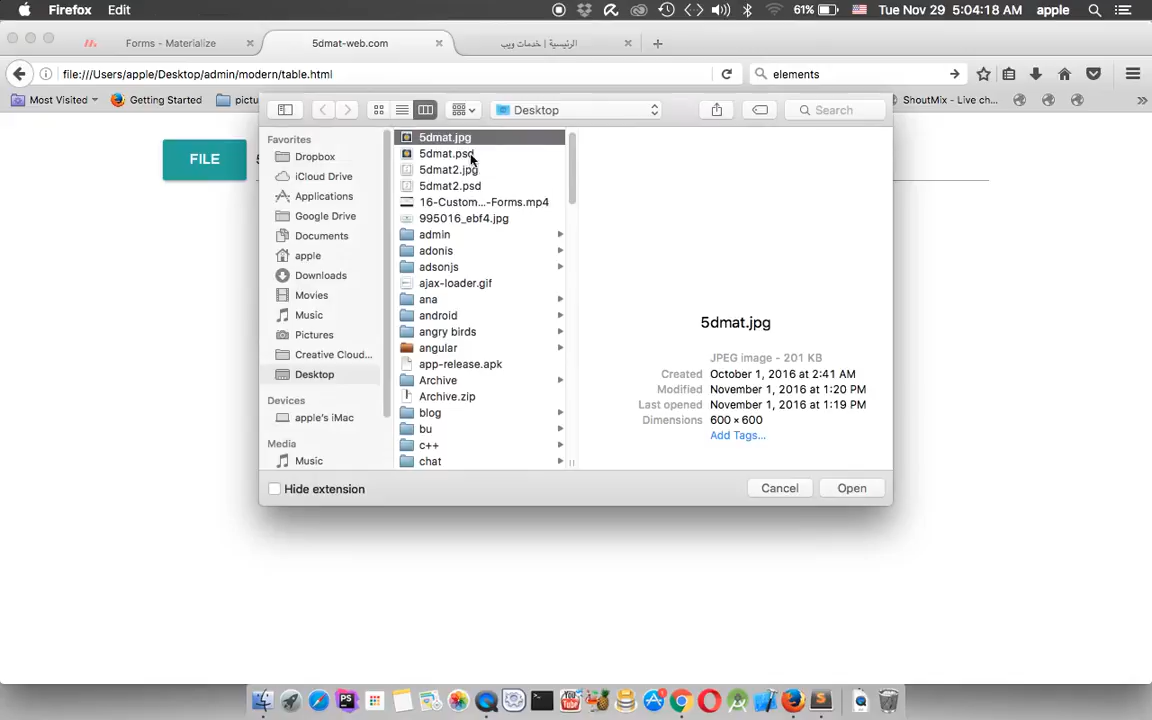 Firefox Edit 61% Tue Nov 29 5:04:18 AM apple
Forms - Materialize 5dmat-web.com الرئيسية | خدمات ويب
file:///Users/apple/Desktop/admin/modern/table.html elements
Most Visited Getting Started pictu ShoutMix - Live ch...
Desktop Search
FILE 5
Favorites
Dropbox
iCloud Drive
Applications
Google Drive
Documents
apple
Downloads
Movies
Music
Pictures
Creative Cloud...
Desktop
Devices
apple's iMac
Media
Music
5dmat.jpg
5dmat.psd
5dmat2.jpg
5dmat2.psd
16-Custom...-Forms.mp4
995016_ebf4.jpg
admin
adonis
adsonjs
ajax-loader.gif
ana
android
angry birds
angular
app-release.apk
Archive
Archive.zip
blog
bu
c++
chat
5dmat.jpg
JPEG image - 201 KB
Created October 1, 2016 at 2:41 AM
Modified November 1, 2016 at 1:20 PM
Last opened November 1, 2016 at 1:19 PM
Dimensions 600 × 600
Add Tags...
Hide extension Cancel Open